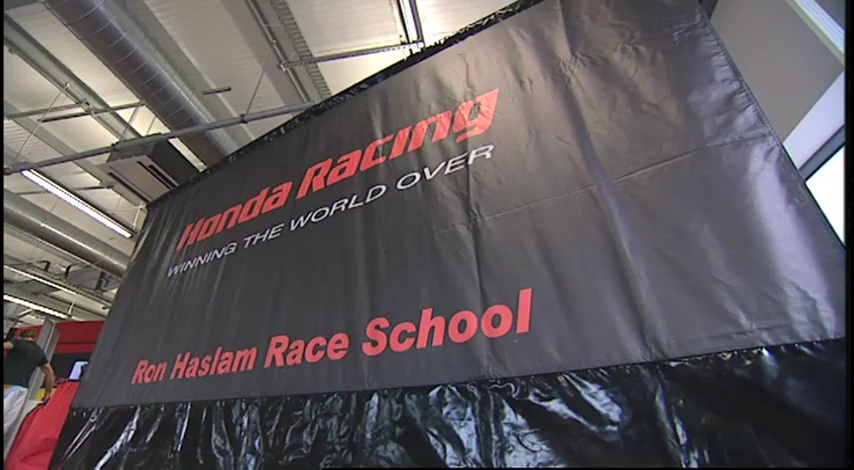 Honda Racing
WINNING THE WORLD OVER
Ron Haslam Race School